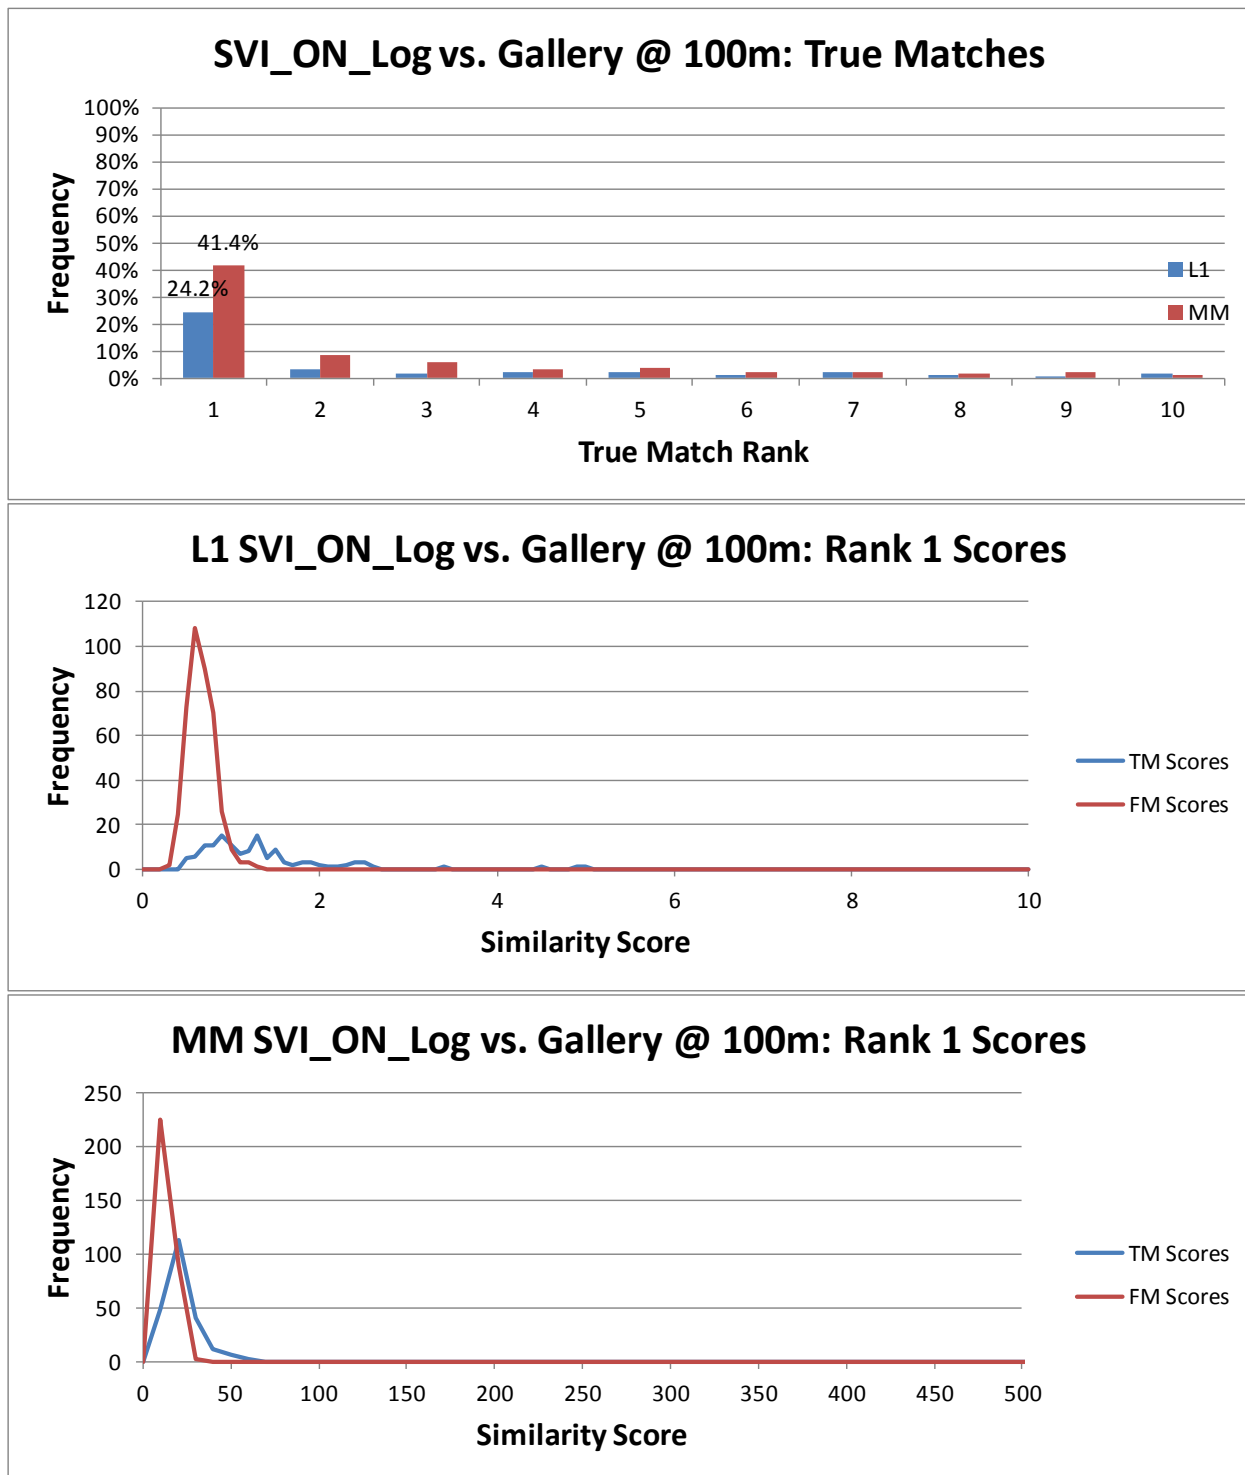 SVI_ON_Log vs. Gallery @ 100m: True Matches
100%
90%
80%
70%
60%
50%
40%
30%
20%
10%
0%
Frequency
41.4%
24.2%
L1
MM
1 2 3 4 5 6 7 8 9 10
True Match Rank
L1 SVI_ON_Log vs. Gallery @ 100m: Rank 1 Scores
120
100
80
60
40
20
0
Frequency
TM Scores
FM Scores
0 2 4 6 8 10
Similarity Score
MM SVI_ON_Log vs. Gallery @ 100m: Rank 1 Scores
250
200
150
100
50
0
Frequency
TM Scores
FM Scores
0 50 100 150 200 250 300 350 400 450 500
Similarity Score